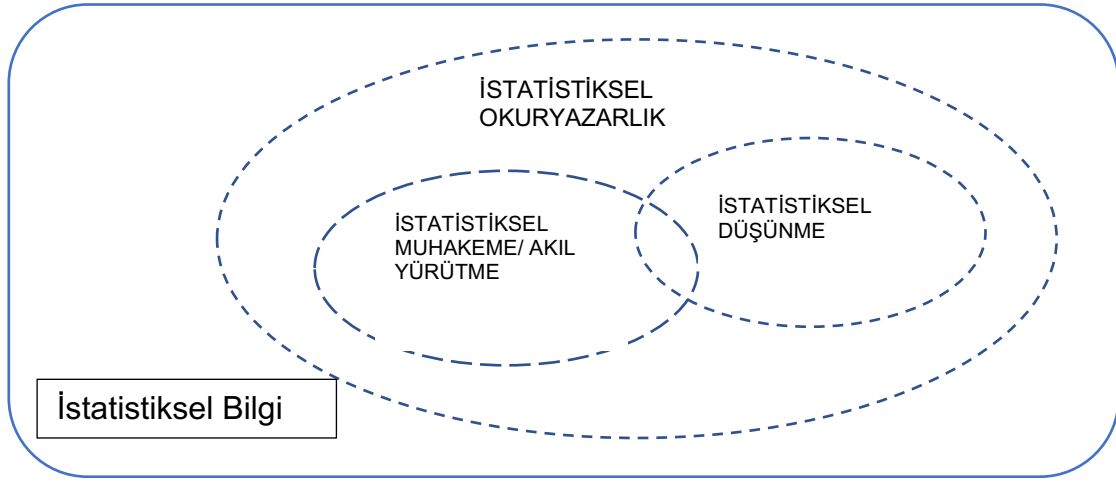 İSTATİSTİKSEL
OKURYAZARLIK
İSTATİSTİKSEL
MUHAKEME/ AKIL
YÜRÜTME
İSTATİSTİKSEL
DÜŞÜNME
İstatistiksel Bilgi